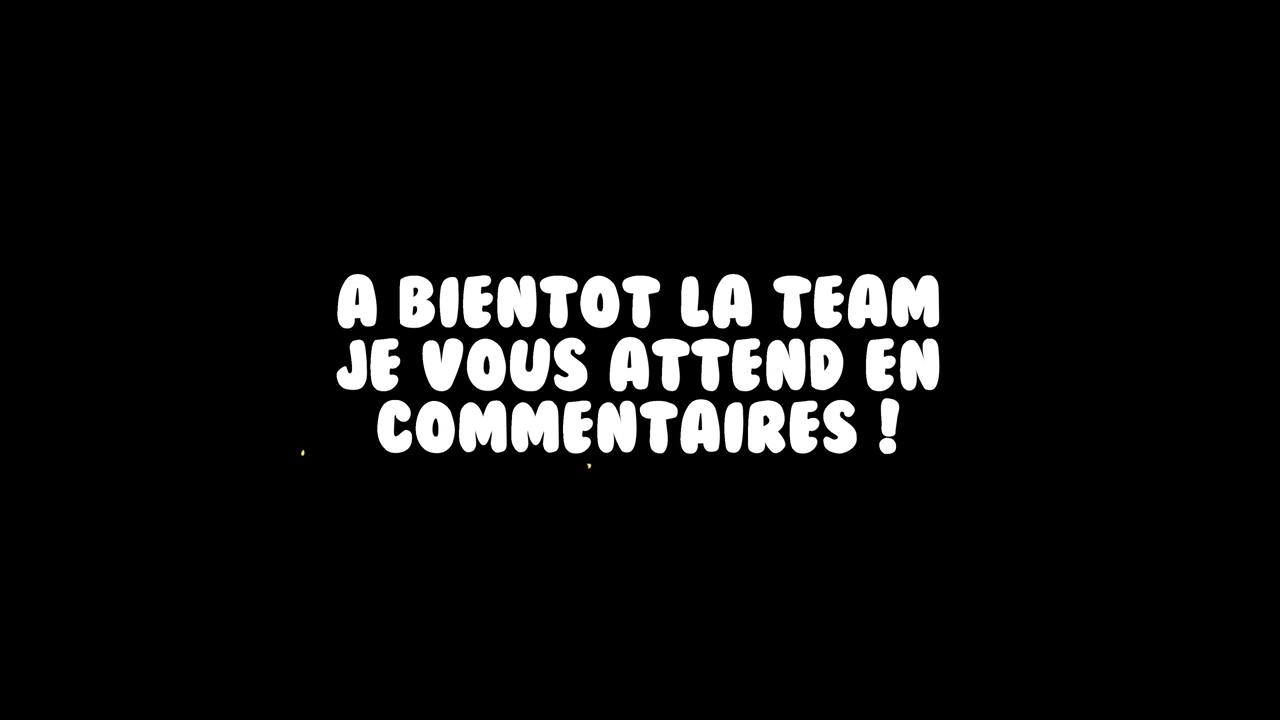 A BIENTOT LA TEAM
JE VOUS ATTEND EN
COMMENTAIRES !